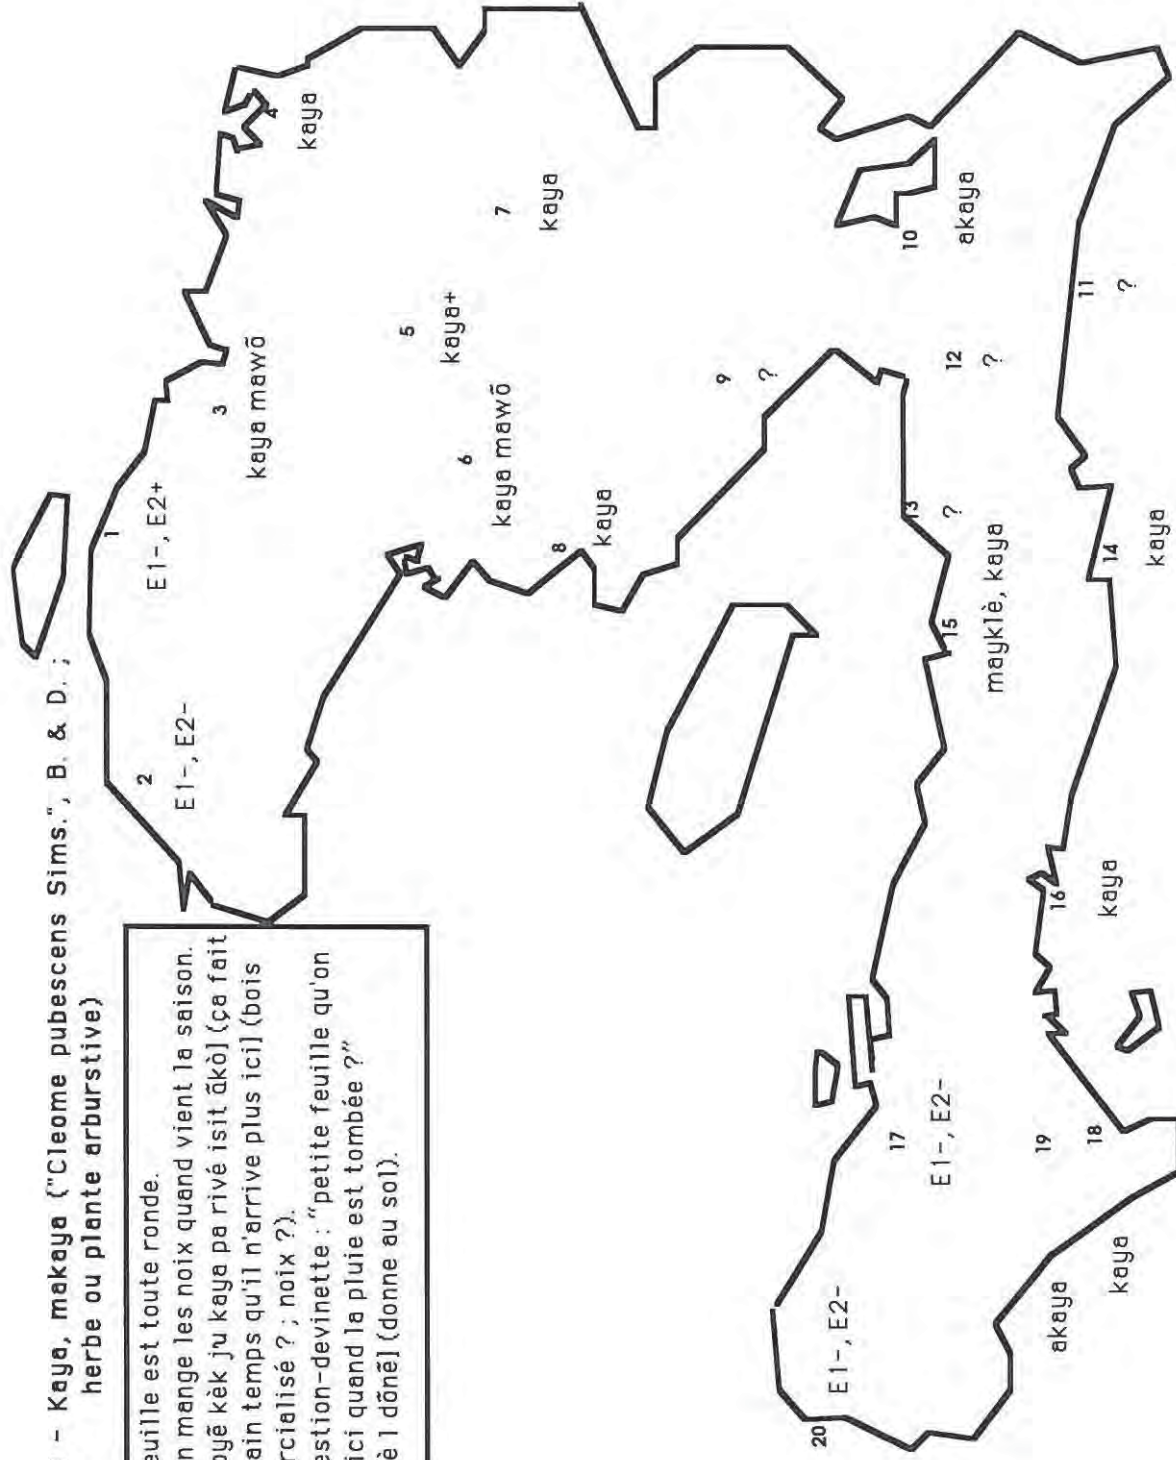 - Kaya, makaya ("Cleome pubescens Sims.", B. & D. ;
herbe ou plante arburstive)
euille est toute ronde.
n mange les noix quand vient la saison.
oyẽ kèk j'u kaya pa rivé isit ãkò] (ça fait
ain temps qu'il n'arrive plus ici] (bois
rcialisé ? ; noix ?).
estion-devinette : "petite feuille qu'on
ici quand la pluie est tombée ?"
è l dõnẽ] (donne au sol).
1
E1-, E2+
2
E1-, E2-
3
kaya mawõ
4
kaya
5
kaya+
6
kaya mawõ
7
kaya
8
kaya
9
?
10
akaya
11
?
12
?
13
?
14
kaya
15
mayklè, kaya
16
kaya
17
E1-, E2-
18
kaya
19
akaya
20
E1-, E2-